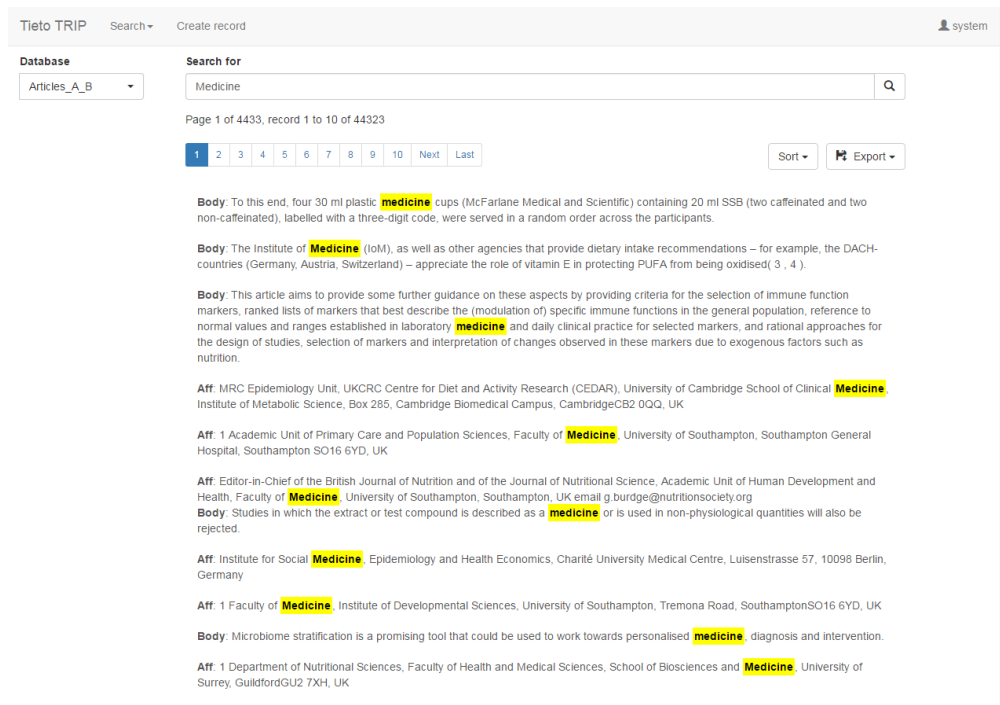 Tieto TRIP Search Create record system
Database
Articles_A_B
Search for
Medicine
Page 1 of 4433, record 1 to 10 of 44323
1 2 3 4 5 6 7 8 9 10 Next Last
Sort Export
Body: To this end, four 30 ml plastic medicine cups (McFarlane Medical and Scientific) containing 20 ml SSB (two caffeinated and two
non-caffeinated), labelled with a three-digit code, were served in a random order across the participants.
Body: The Institute of Medicine (IoM), as well as other agencies that provide dietary intake recommendations – for example, the DACH-
countries (Germany, Austria, Switzerland) – appreciate the role of vitamin E in protecting PUFA from being oxidised( 3 , 4 ).
Body: This article aims to provide some further guidance on these aspects by providing criteria for the selection of immune function
markers, ranked lists of markers that best describe the (modulation of) specific immune functions in the general population, reference to
normal values and ranges established in laboratory medicine and daily clinical practice for selected markers, and rational approaches for
the design of studies, selection of markers and interpretation of changes observed in these markers due to exogenous factors such as
nutrition.
Aff: MRC Epidemiology Unit, UKCRC Centre for Diet and Activity Research (CEDAR), University of Cambridge School of Clinical Medicine,
Institute of Metabolic Science, Box 285, Cambridge Biomedical Campus, CambridgeCB2 0QQ, UK
Aff: 1 Academic Unit of Primary Care and Population Sciences, Faculty of Medicine, University of Southampton, Southampton General
Hospital, Southampton SO16 6YD, UK
Aff: Editor-in-Chief of the British Journal of Nutrition and of the Journal of Nutritional Science, Academic Unit of Human Development and
Health, Faculty of Medicine, University of Southampton, Southampton, UK email g.burdge@nutritionsociety.org
Body: Studies in which the extract or test compound is described as a medicine or is used in non-physiological quantities will also be
rejected.
Aff: Institute for Social Medicine, Epidemiology and Health Economics, Charité University Medical Centre, Luisenstrasse 57, 10098 Berlin,
Germany
Aff: 1 Faculty of Medicine, Institute of Developmental Sciences, University of Southampton, Tremona Road, SouthamptonSO16 6YD, UK
Body: Microbiome stratification is a promising tool that could be used to work towards personalised medicine, diagnosis and intervention.
Aff: 1 Department of Nutritional Sciences, Faculty of Health and Medical Sciences, School of Biosciences and Medicine, University of
Surrey, GuildfordGU2 7XH, UK